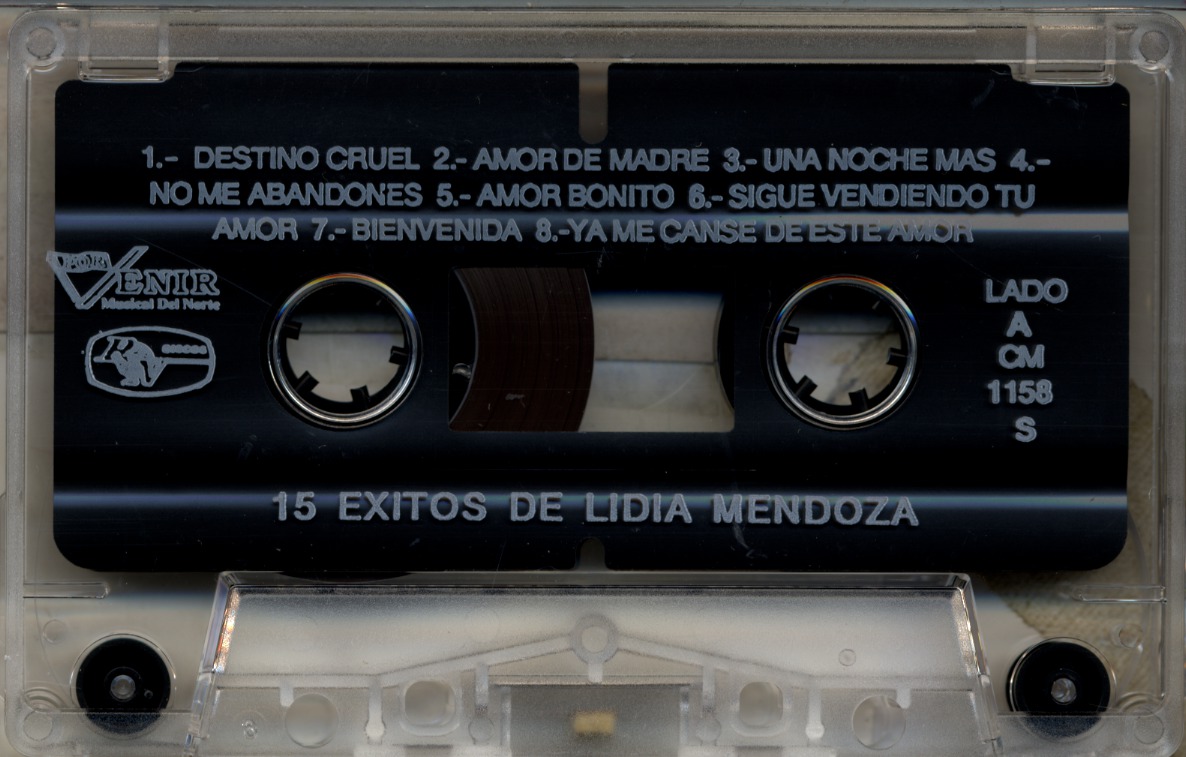 1.- DESTINO CRUEL 2.- AMOR DE MADRE 3.- UNA NOCHE MAS 4.-
NO ME ABANDONES 5.- AMOR BONITO 6.- SIGUE VENDIENDO TU
AMOR 7.- BIENVENIDA 8.-YA ME CANSE DE ESTE AMOR
POR
VENIR
Musical Del Norte
LADO
A
CM
1158
S
15 EXITOS DE LIDIA MENDOZA